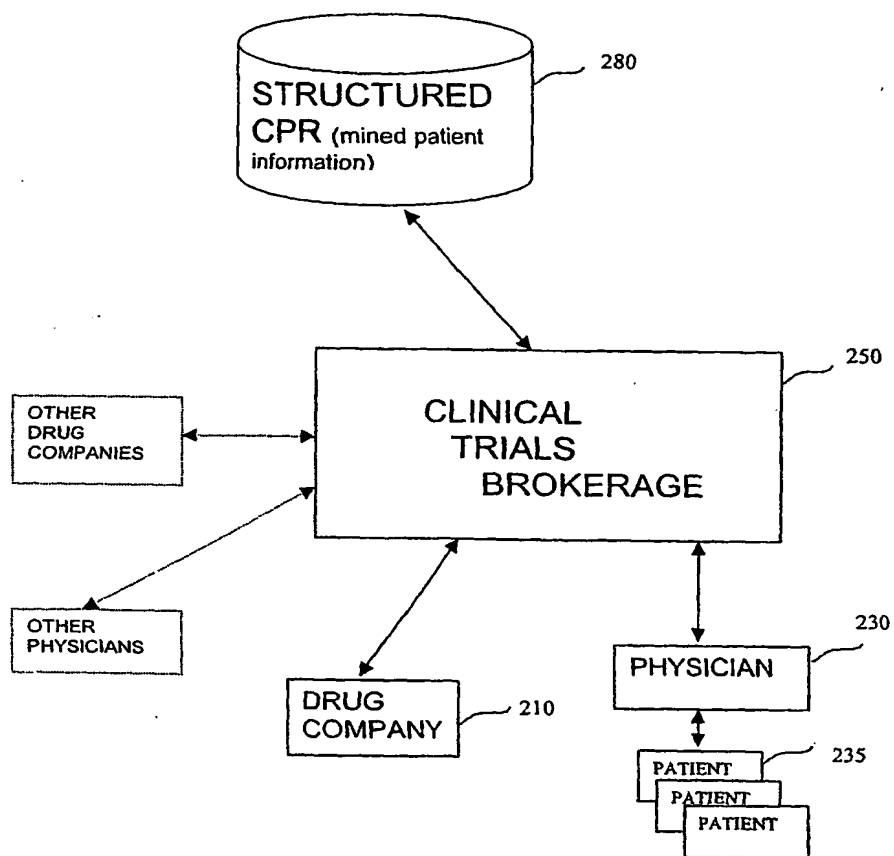 280
STRUCTURED
CPR (mined patient
information)
250
CLINICAL
TRIALS
BROKERAGE
OTHER
DRUG
COMPANIES
OTHER
PHYSICIANS
230
PHYSICIAN
DRUG
COMPANY
210
235
PATIENT
PATIENT
PATIENT